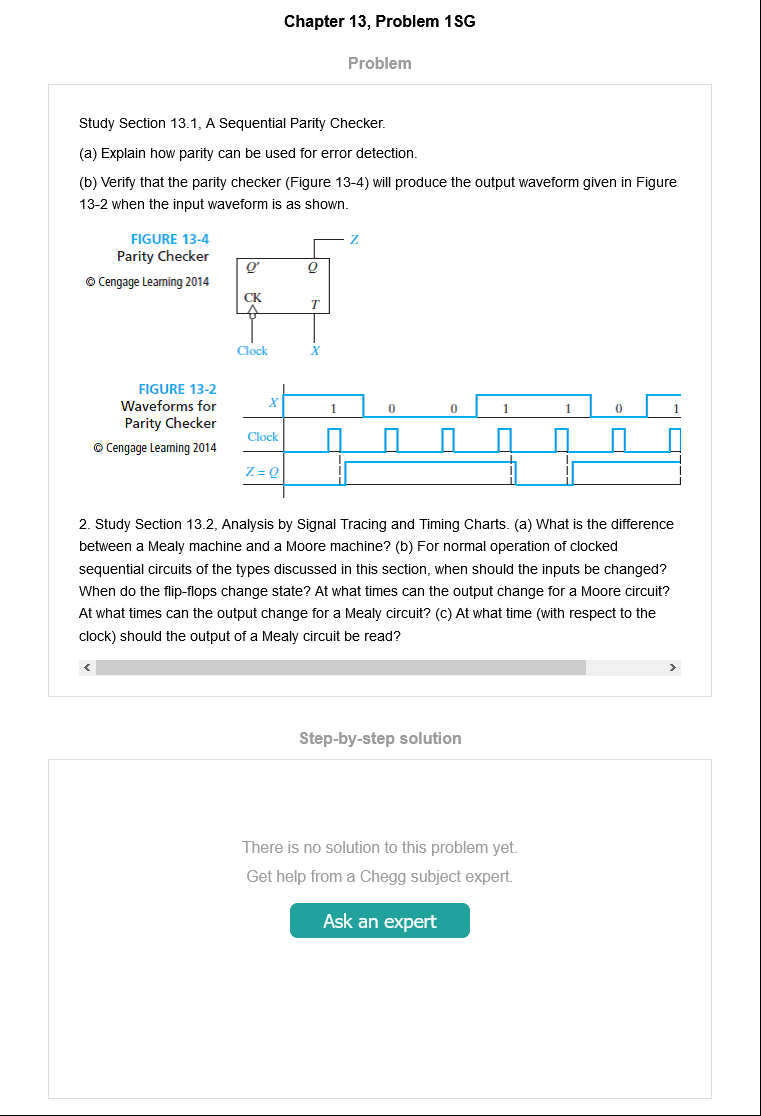 Chapter 13, Problem 1SG
Problem
Study Section 13.1, A Sequential Parity Checker.
(a) Explain how parity can be used for error detection.
(b) Verify that the parity checker (Figure 13-4) will produce the output waveform given in Figure
13-2 when the input waveform is as shown.
FIGURE 13-4
Parity Checker
© Cengage Learning 2014
Z
Q′ Q
CK T
Clock X
FIGURE 13-2
Waveforms for
Parity Checker
© Cengage Learning 2014
X 1 0 0 1 1 0 1
Clock
Z = Q
2. Study Section 13.2, Analysis by Signal Tracing and Timing Charts. (a) What is the difference
between a Mealy machine and a Moore machine? (b) For normal operation of clocked
sequential circuits of the types discussed in this section, when should the inputs be changed?
When do the flip-flops change state? At what times can the output change for a Moore circuit?
At what times can the output change for a Mealy circuit? (c) At what time (with respect to the
clock) should the output of a Mealy circuit be read?
Step-by-step solution
There is no solution to this problem yet.
Get help from a Chegg subject expert.
Ask an expert